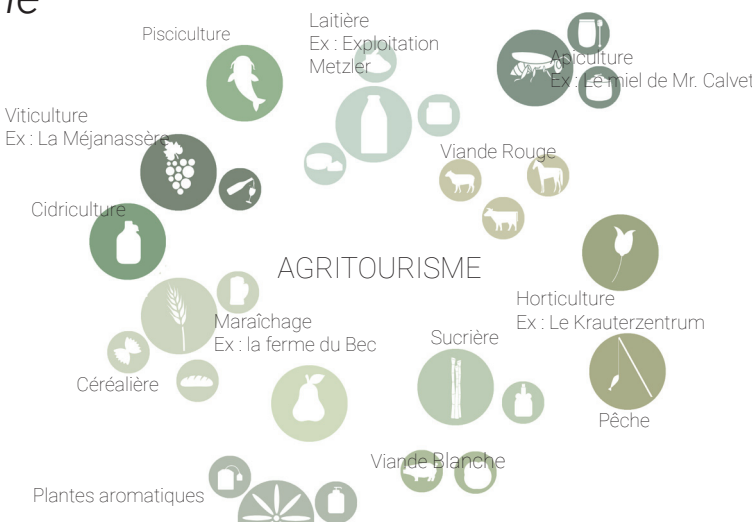 Pisciculture
Laitière
Ex : Exploitation
Metzler
Apiculture
Ex : Le miel de Mr. Calvet
Viticulture
Ex : La Méjanassère
Viande Rouge
Cidriculture
AGRITOURISME
Horticulture
Ex : Le Krauterzentrum
Maraîchage
Ex : la ferme du Bec
Sucrière
Céréalière
Pêche
Viande Blanche
Plantes aromatiques